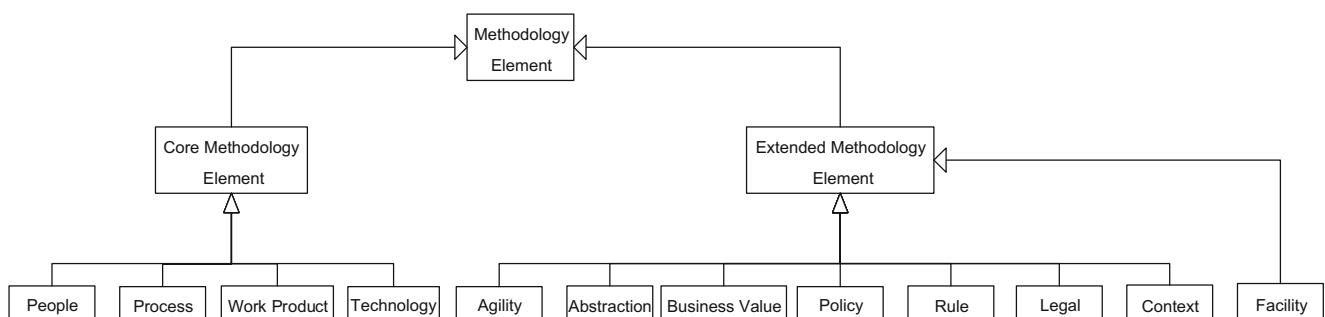 Methodology
Element
Core Methodology
Element
Extended Methodology
Element
People
Process
Work Product
Technology
Agility
Abstraction
Business Value
Policy
Rule
Legal
Context
Facility